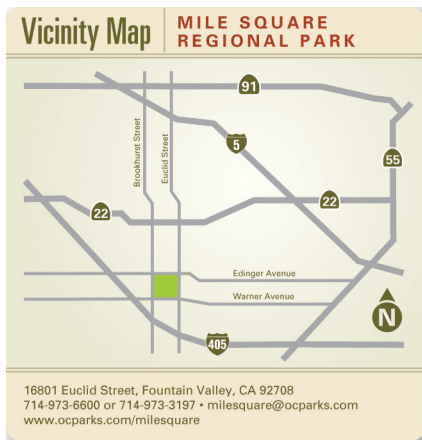 Vicinity Map
MILE SQUARE
REGIONAL PARK
91
Brookhurst Street
Euclid Street
5
55
22
22
Edinger Avenue
Warner Avenue
N
405
16801 Euclid Street, Fountain Valley, CA 92708
714-973-6600 or 714-973-3197 • milesquare@ocparks.com
www.ocparks.com/milesquare